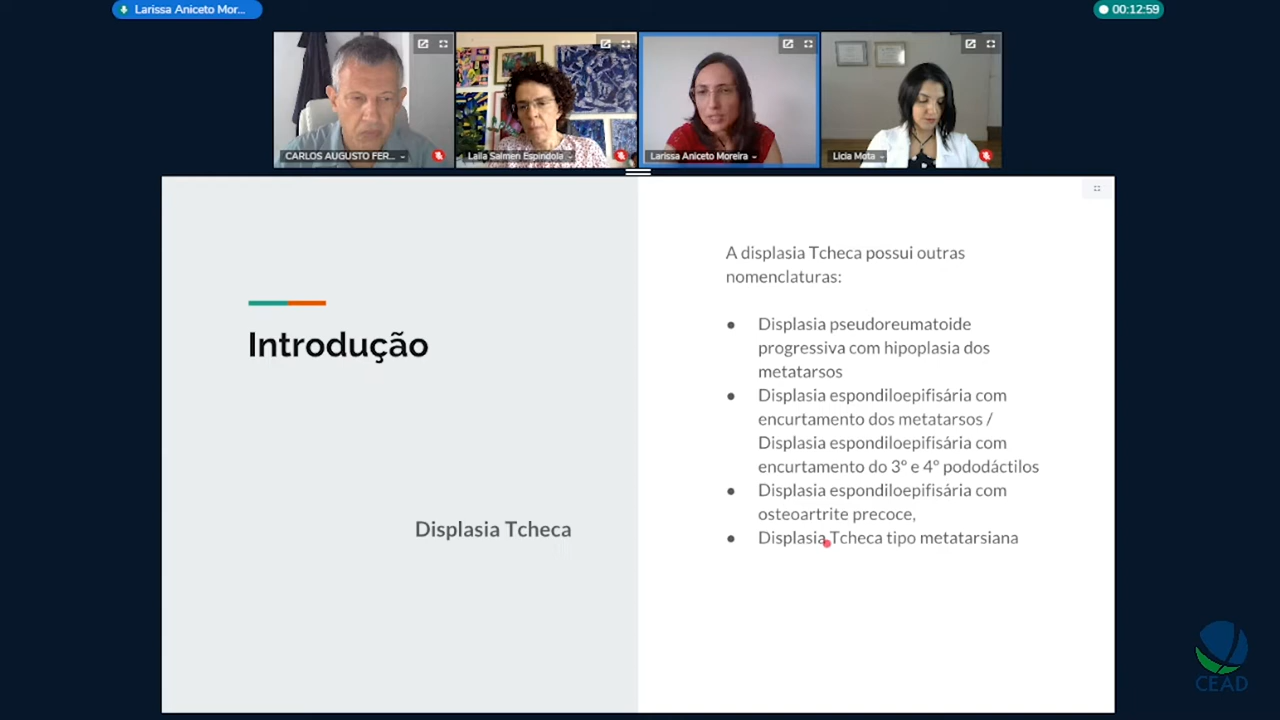 Larissa Aniceto Mor...
00:12:59
CARLOS AUGUSTO FER...
Laila Salmen Espindola
Larissa Aniceto Moreira
Licia Mota
Introdução
Displasia Tcheca
A displasia Tcheca possui outras
nomenclaturas:
● Displasia pseudoreumatoide
progressiva com hipoplasia dos
metatarsos
● Displasia espondiloepifisária com
encurtamento dos metatarsos /
Displasia espondiloepifisária com
encurtamento do 3º e 4º pododáctilos
● Displasia espondiloepifisária com
osteoartrite precoce,
● Displasia Tcheca tipo metatarsiana
CEAD